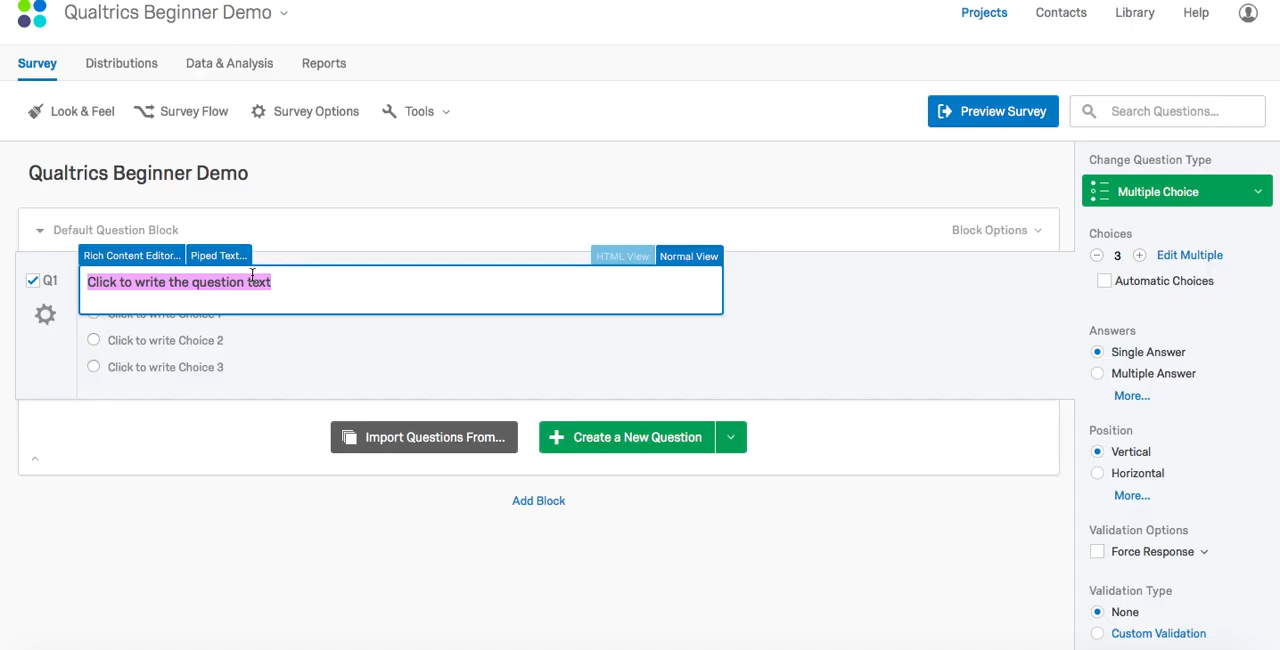 Qualtrics Beginner Demo
Projects Contacts Library Help
Survey Distributions Data & Analysis Reports
Look & Feel Survey Flow Survey Options Tools Preview Survey Search Questions...
Qualtrics Beginner Demo
Default Question Block Block Options
Rich Content Editor... Piped Text... HTML View Normal View
Q1 Click to write the question text
Click to write Choice 1
Click to write Choice 2
Click to write Choice 3
Import Questions From... Create a New Question
Add Block
Change Question Type
Multiple Choice
Choices
3 Edit Multiple
Automatic Choices
Answers
Single Answer
Multiple Answer
More...
Position
Vertical
Horizontal
More...
Validation Options
Force Response
Validation Type
None
Custom Validation